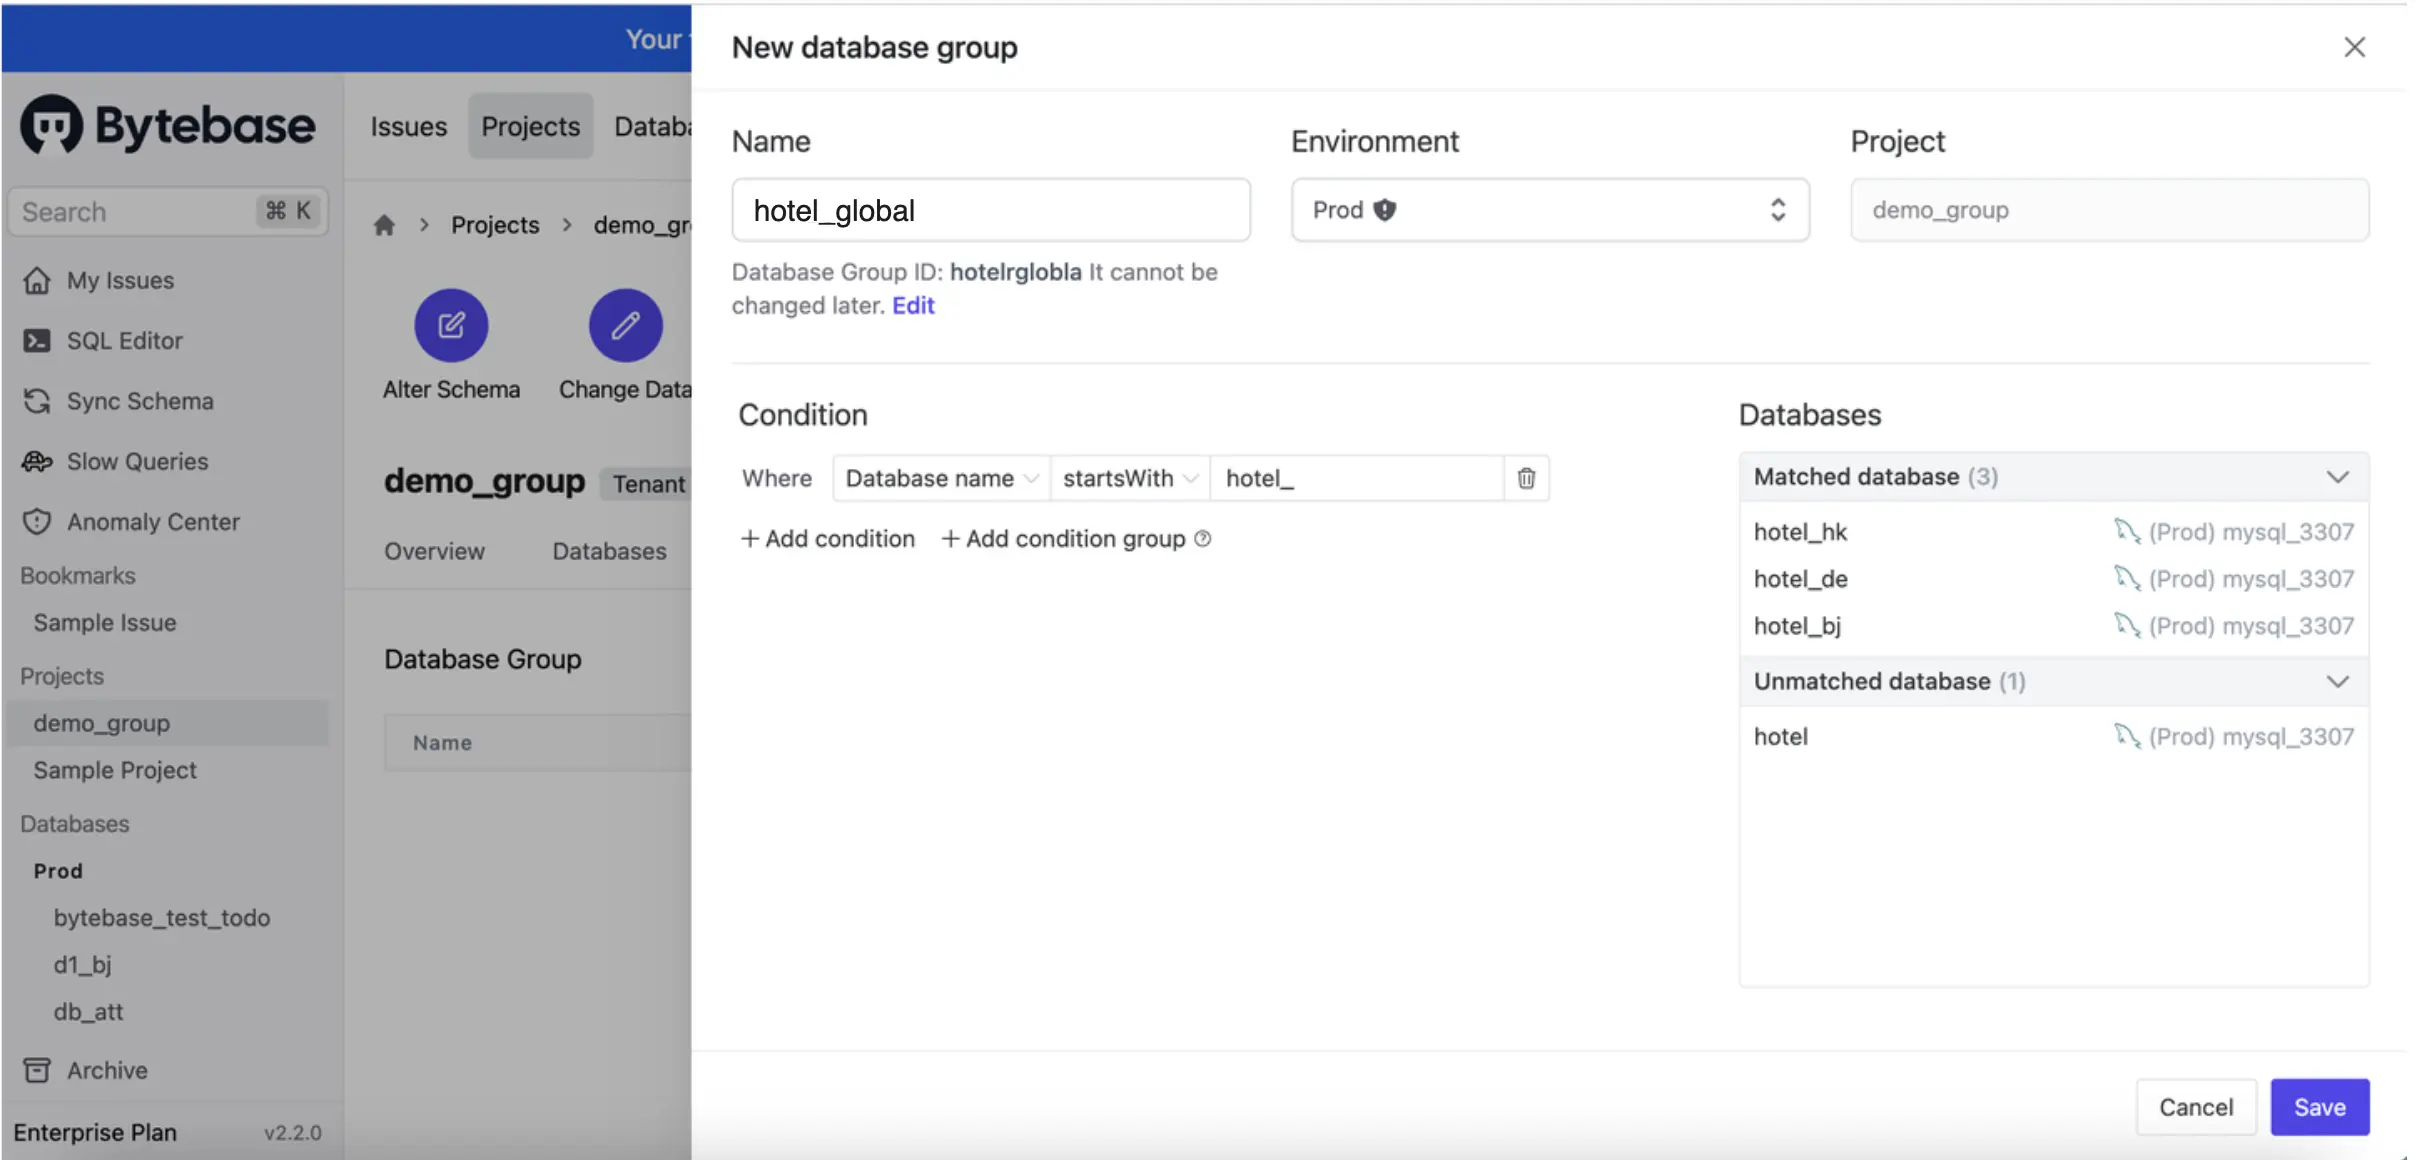 Your
Bytebase
Search
⌘ K
My Issues
SQL Editor
Sync Schema
Slow Queries
Anomaly Center
Bookmarks
Sample Issue
Projects
demo_group
Sample Project
Databases
Prod
bytebase_test_todo
d1_bj
db_att
Archive
Enterprise Plan
v2.2.0
Issues
Projects
Databa
Projects
demo_gr
Alter Schema
Change Data
demo_group
Tenant
Overview
Databases
Database Group
Name
New database group
Name
Environment
Project
hotel_global
Prod
demo_group
Database Group ID: hotelrglobla It cannot be
changed later. Edit
Condition
Where
Database name
startsWith
hotel_
+ Add condition
+ Add condition group
Databases
Matched database (3)
hotel_hk (Prod) mysql_3307
hotel_de (Prod) mysql_3307
hotel_bj (Prod) mysql_3307
Unmatched database (1)
hotel (Prod) mysql_3307
Cancel
Save